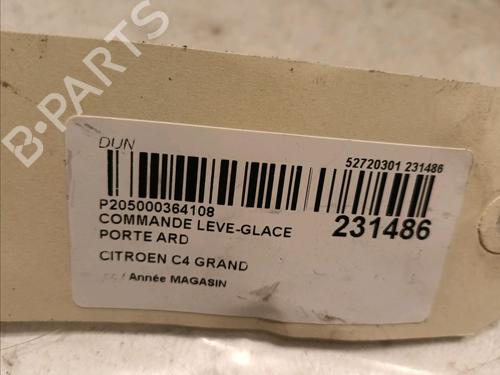 B-PARTS
DUN
52720301 231486
P205000364108
COMMANDE LEVE-GLACE
231486
PORTE ARD
CITROEN C4 GRAND
Année MAGASIN